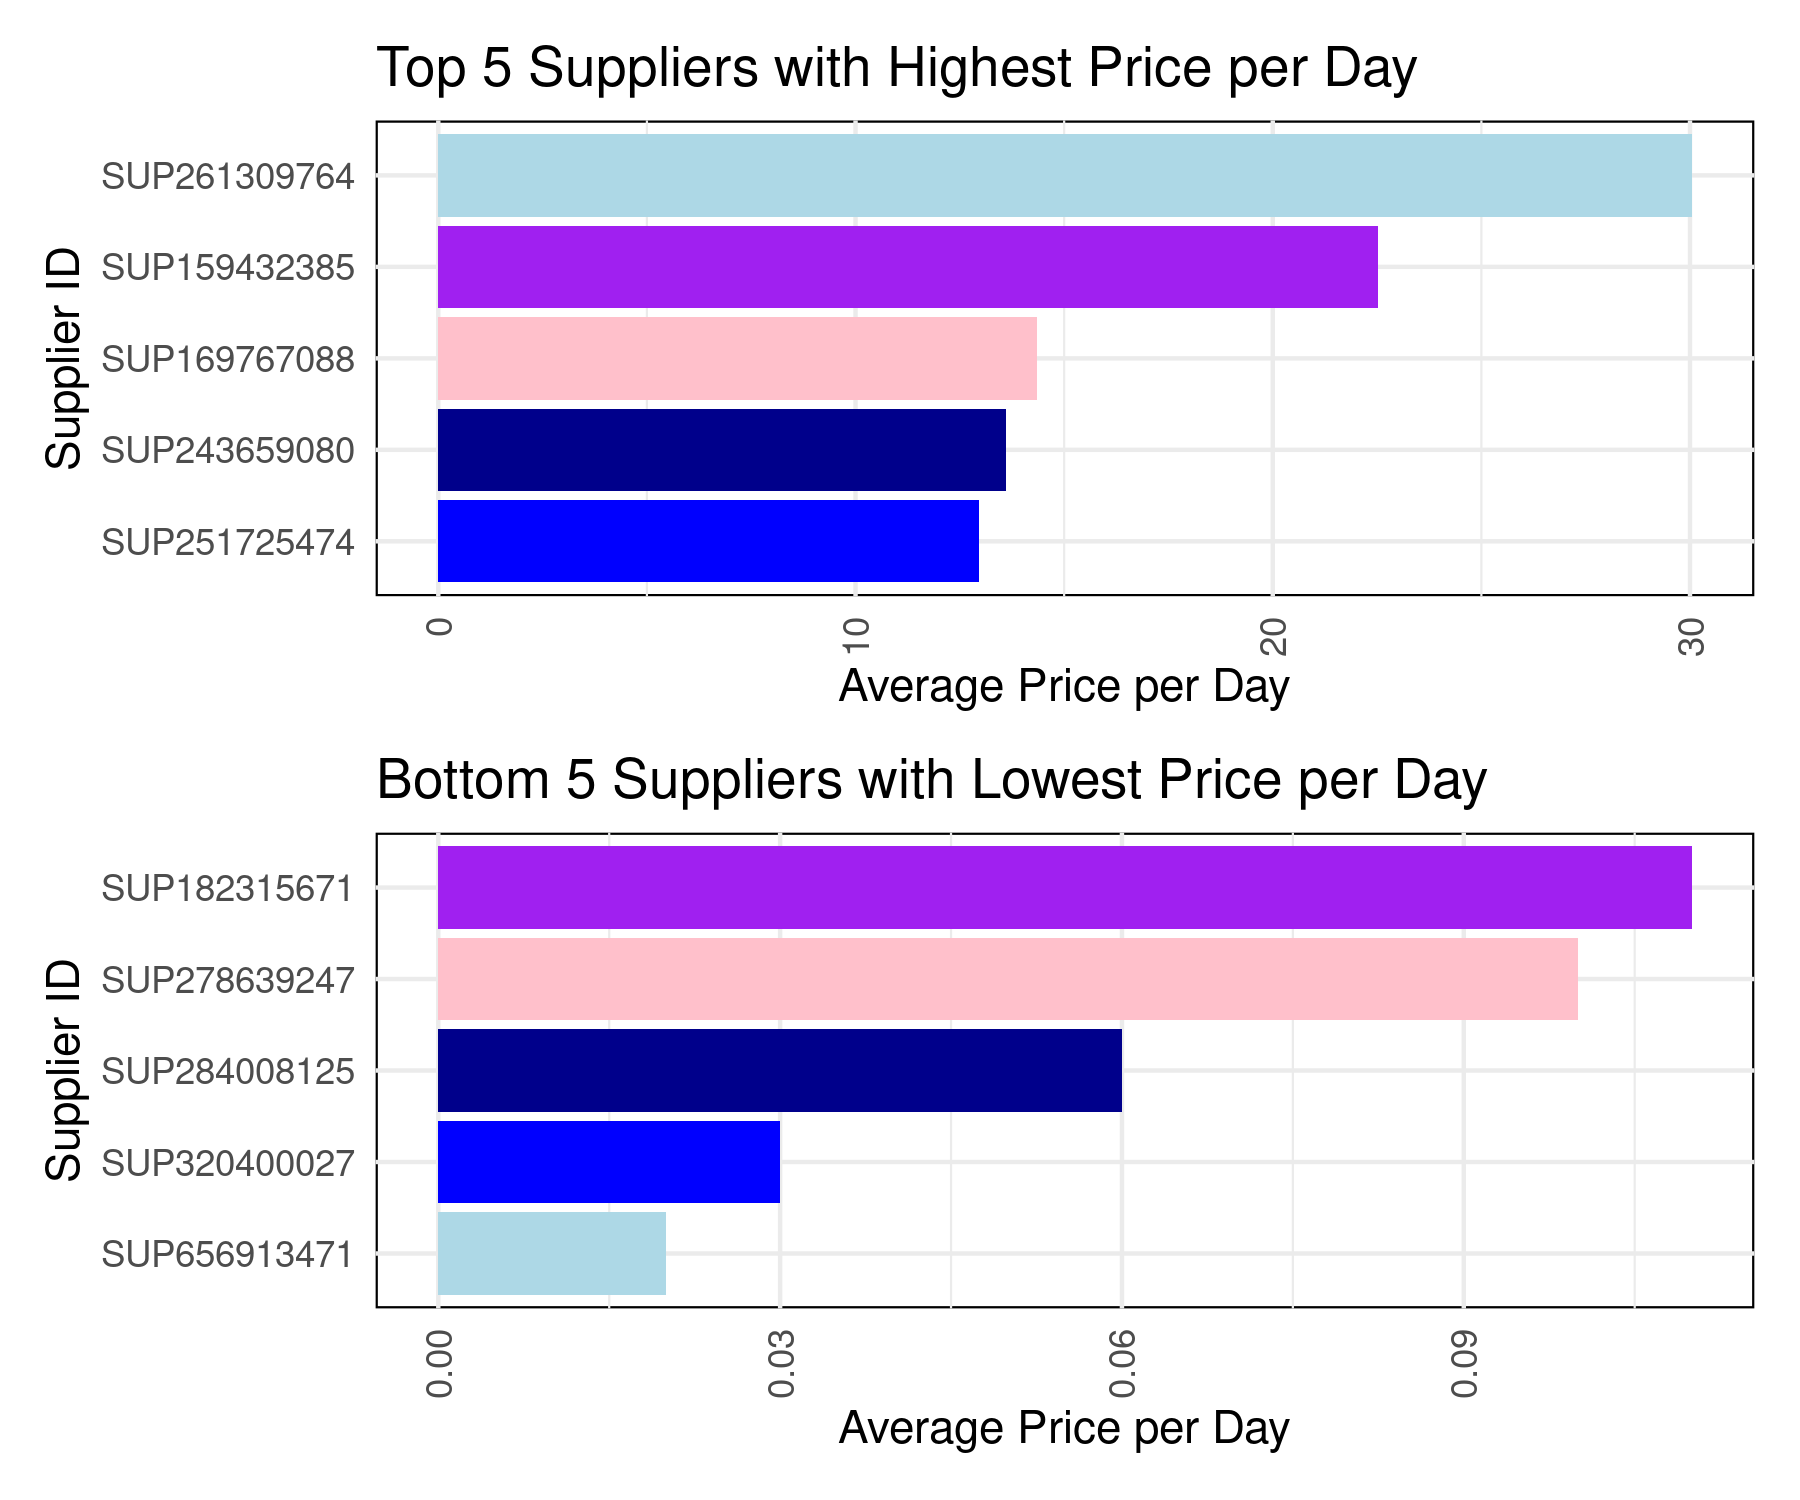 Top 5 Suppliers with Highest Price per Day
Supplier ID
SUP261309764
SUP159432385
SUP169767088
SUP243659080
SUP251725474
0 10 20 30
Average Price per Day
Bottom 5 Suppliers with Lowest Price per Day
Supplier ID
SUP182315671
SUP278639247
SUP284008125
SUP320400027
SUP656913471
0.00 0.03 0.06 0.09
Average Price per Day